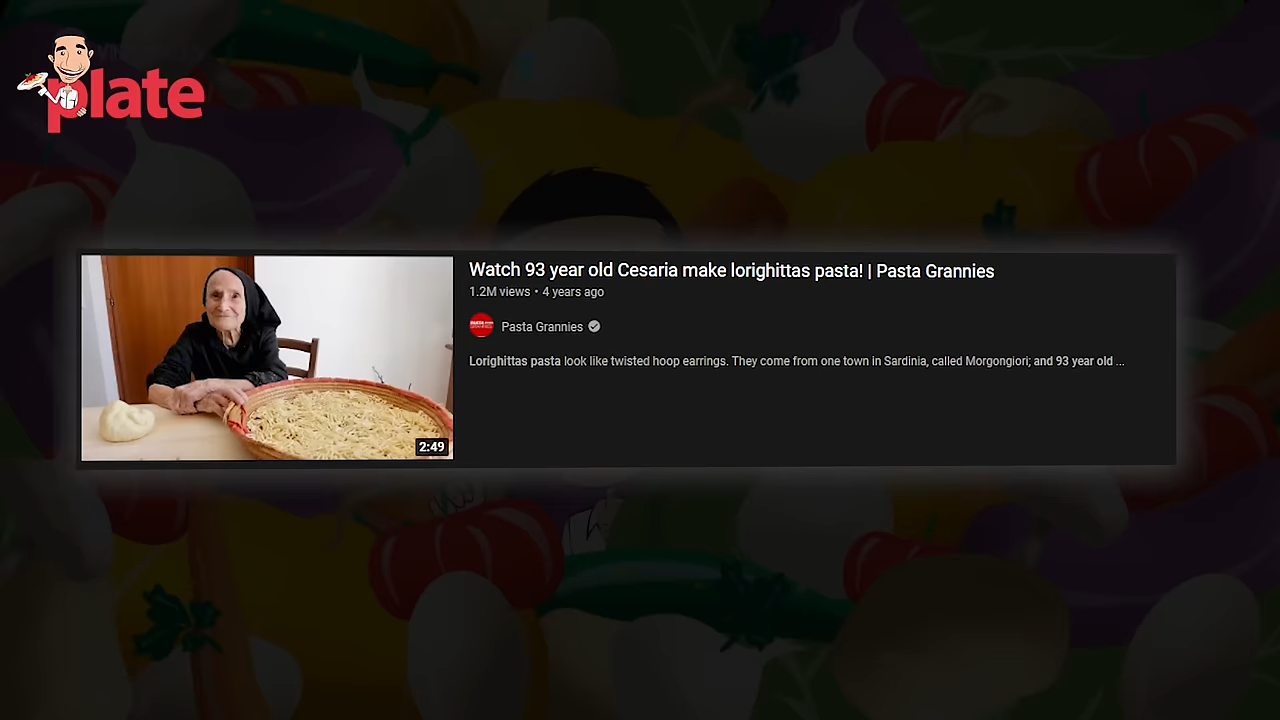 plate
Watch 93 year old Cesaria make lorighittas pasta! | Pasta Grannies
1.2M views • 4 years ago
Pasta Grannies
Lorighittas pasta look like twisted hoop earrings. They come from one town in Sardinia, called Morgongiori; and 93 year old ...
2:49